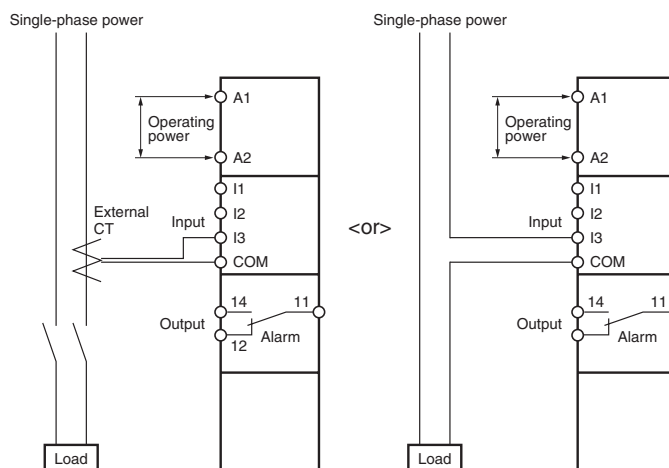 Single-phase power
A1
Operating
power
A2
I1
External
CT
I2
Input
I3
COM
14
11
Output
Alarm
12
Load
<or>
Single-phase power
A1
Operating
power
A2
I1
I2
Input
I3
COM
14
11
Output
Alarm
12
Load